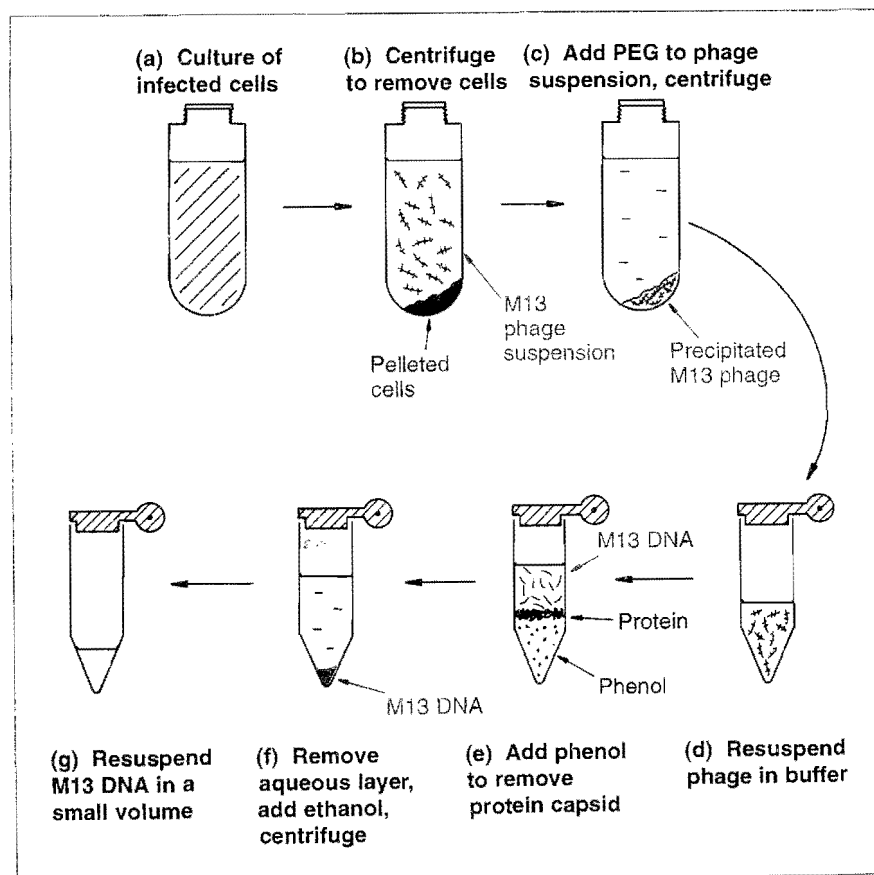 (a) Culture of
infected cells
(b) Centrifuge
to remove cells
(c) Add PEG to phage
suspension, centrifuge
M13
phage
suspension
Pelleted
cells
Precipitated
M13 phage
M13 DNA
Protein
Phenol
M13 DNA
(g) Resuspend
M13 DNA in a
small volume
(f) Remove
aqueous layer,
add ethanol,
centrifuge
(e) Add phenol
to remove
protein capsid
(d) Resuspend
phage in buffer